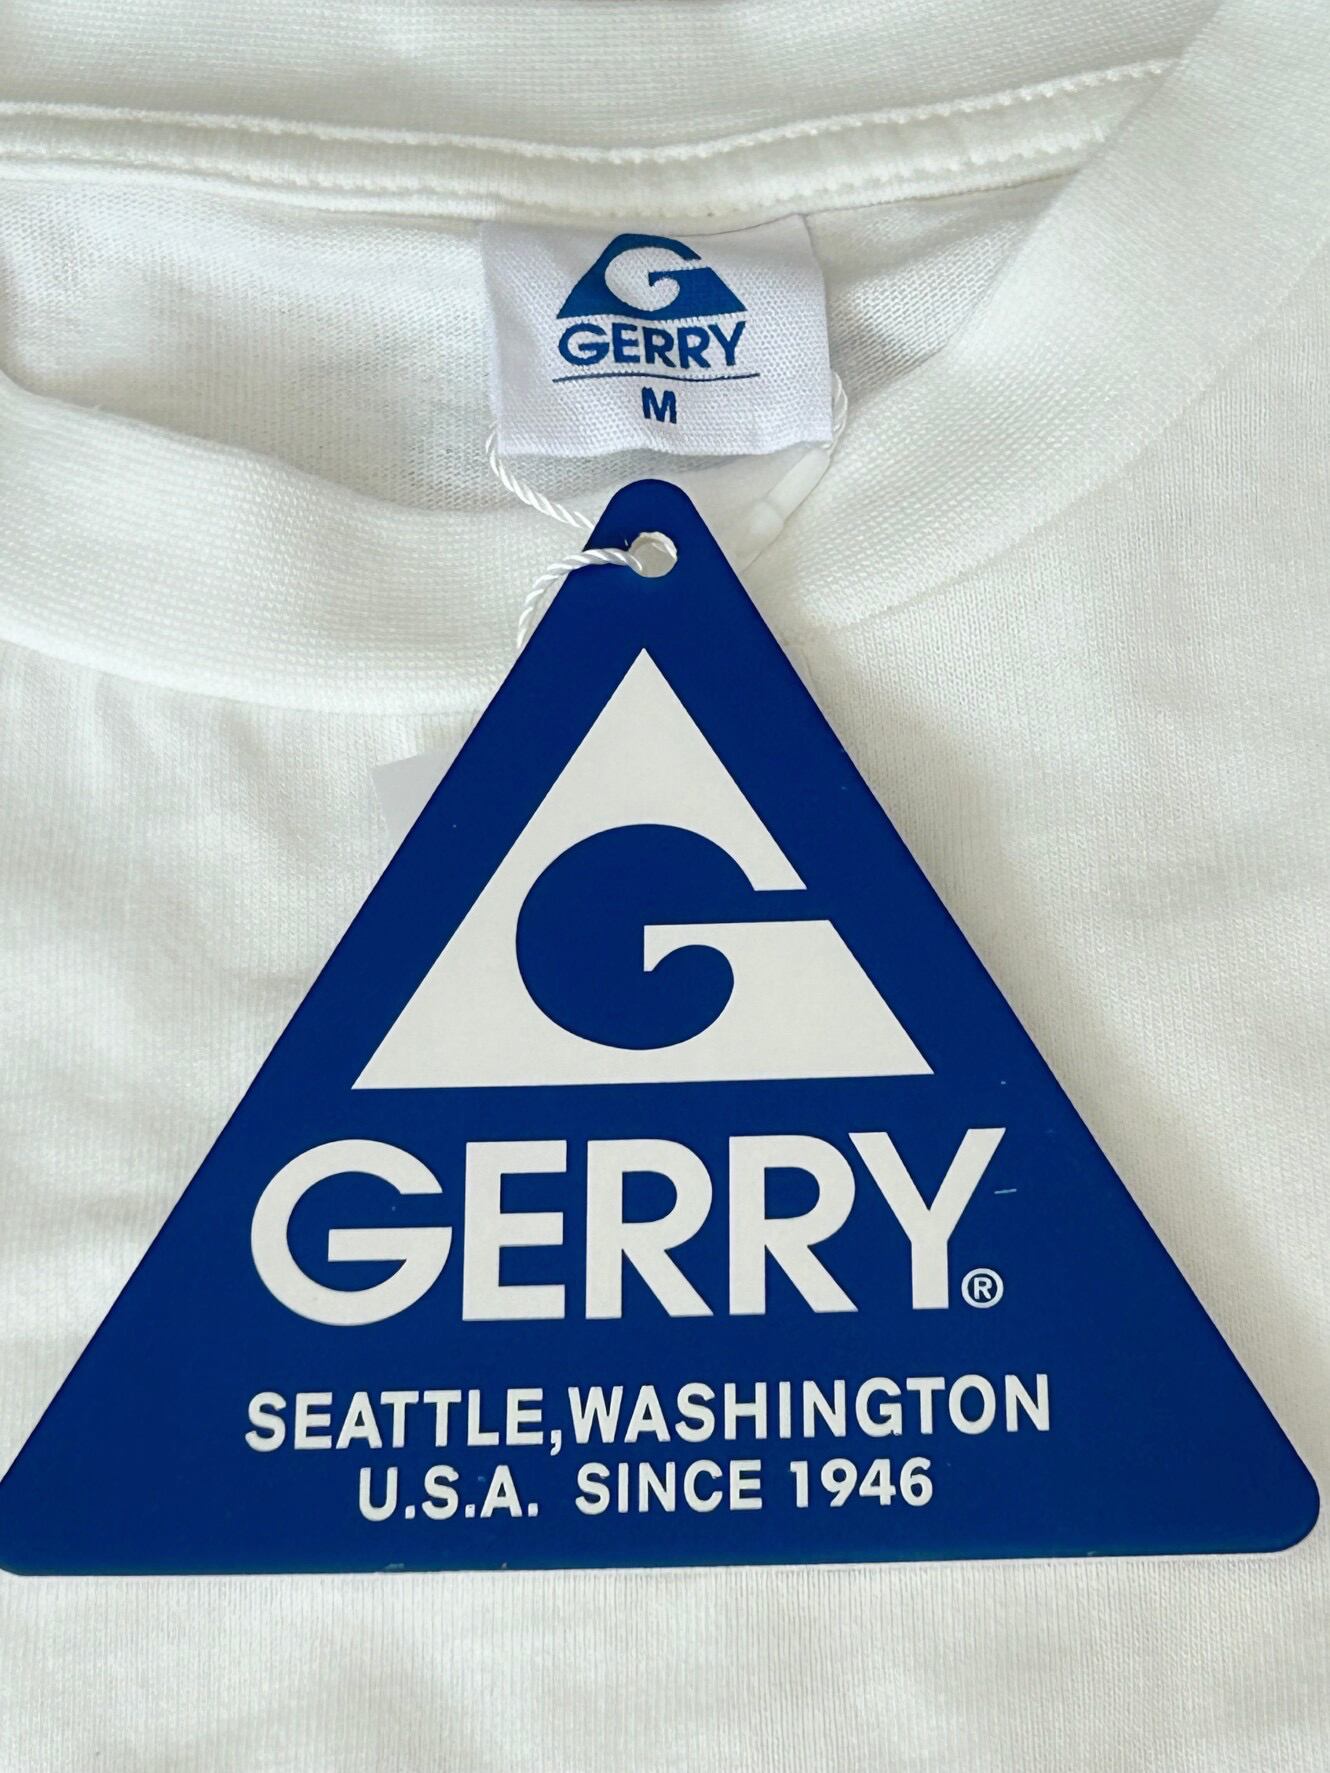 GERRY
M
G
GERRY®
SEATTLE,WASHINGTON
U.S.A. SINCE 1946